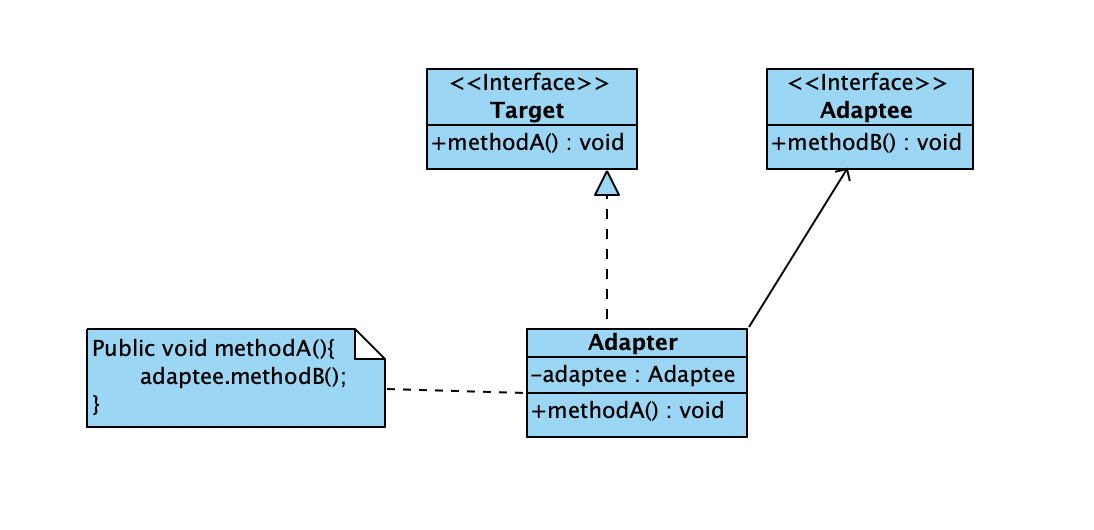 <<Interface>>
Target
+methodA() : void
<<Interface>>
Adaptee
+methodB() : void
Public void methodA(){
adaptee.methodB();
}
Adapter
-adaptee : Adaptee
+methodA() : void